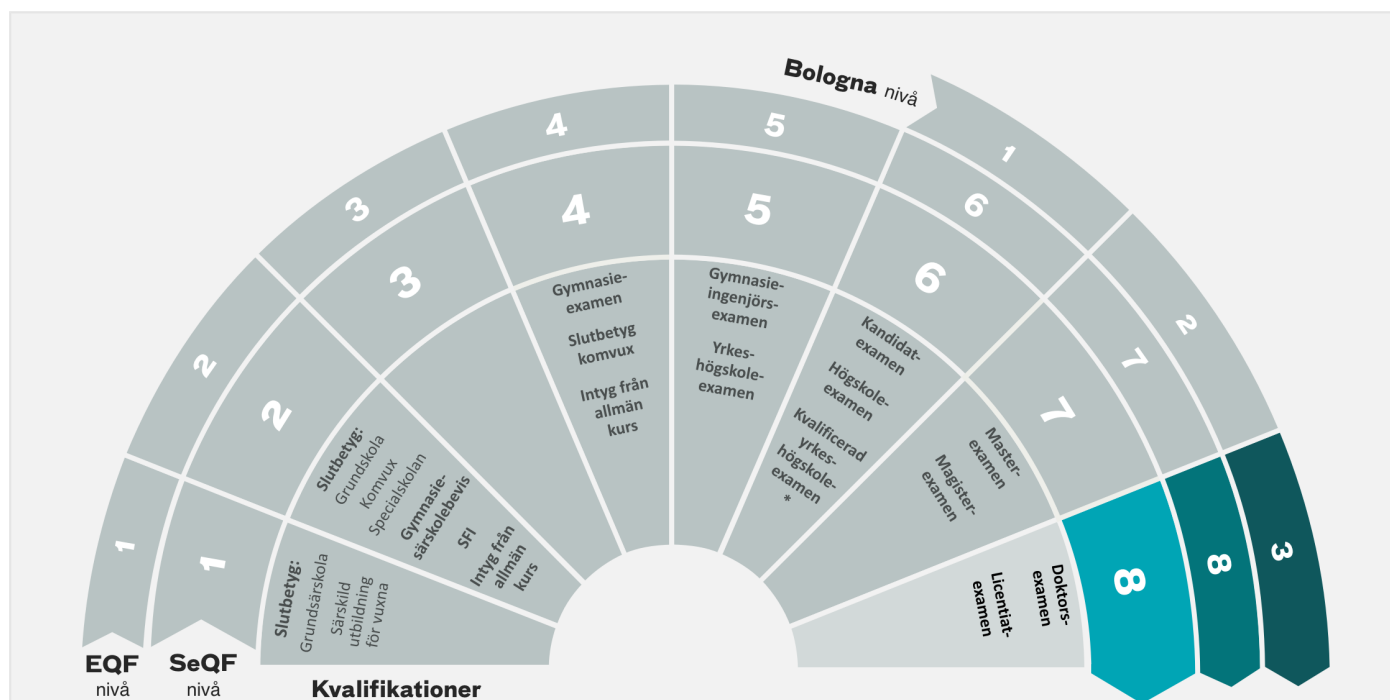 Bologna nivå
1
2
3
1
2
3
4
5
6
7
8
1
2
3
4
5
6
7
8
Slutbetyg:
Grundsärskola
Särskild
utbildning
för vuxna
Slutbetyg:
Grundskola
Komvux
Specialskolan
Gymnasie-
särskolebevis
SFI
Intyg från
allmän
kurs
Gymnasie-
examen
Slutbetyg
komvux
Intyg från
allmän
kurs
Gymnasie-
ingenjörs-
examen
Yrkes-
högskole-
examen
Kandidat-
examen
Högskole-
examen
Kvalificerad
yrkes-
högskole-
examen
*
Master-
examen
Magister-
examen
Doktors-
examen
Licentiat-
examen
EQF
nivå
SeQF
nivå
Kvalifikationer